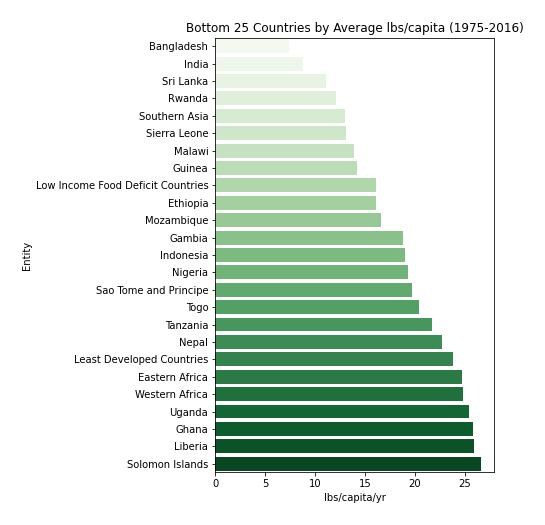 Bottom 25 Countries by Average lbs/capita (1975-2016)
Bangladesh
India
Sri Lanka
Rwanda
Southern Asia
Sierra Leone
Malawi
Guinea
Low Income Food Deficit Countries
Ethiopia
Mozambique
Gambia
Indonesia
Nigeria
Sao Tome and Principe
Togo
Tanzania
Nepal
Least Developed Countries
Eastern Africa
Western Africa
Uganda
Ghana
Liberia
Solomon Islands
Entity
0 5 10 15 20 25
lbs/capita/yr